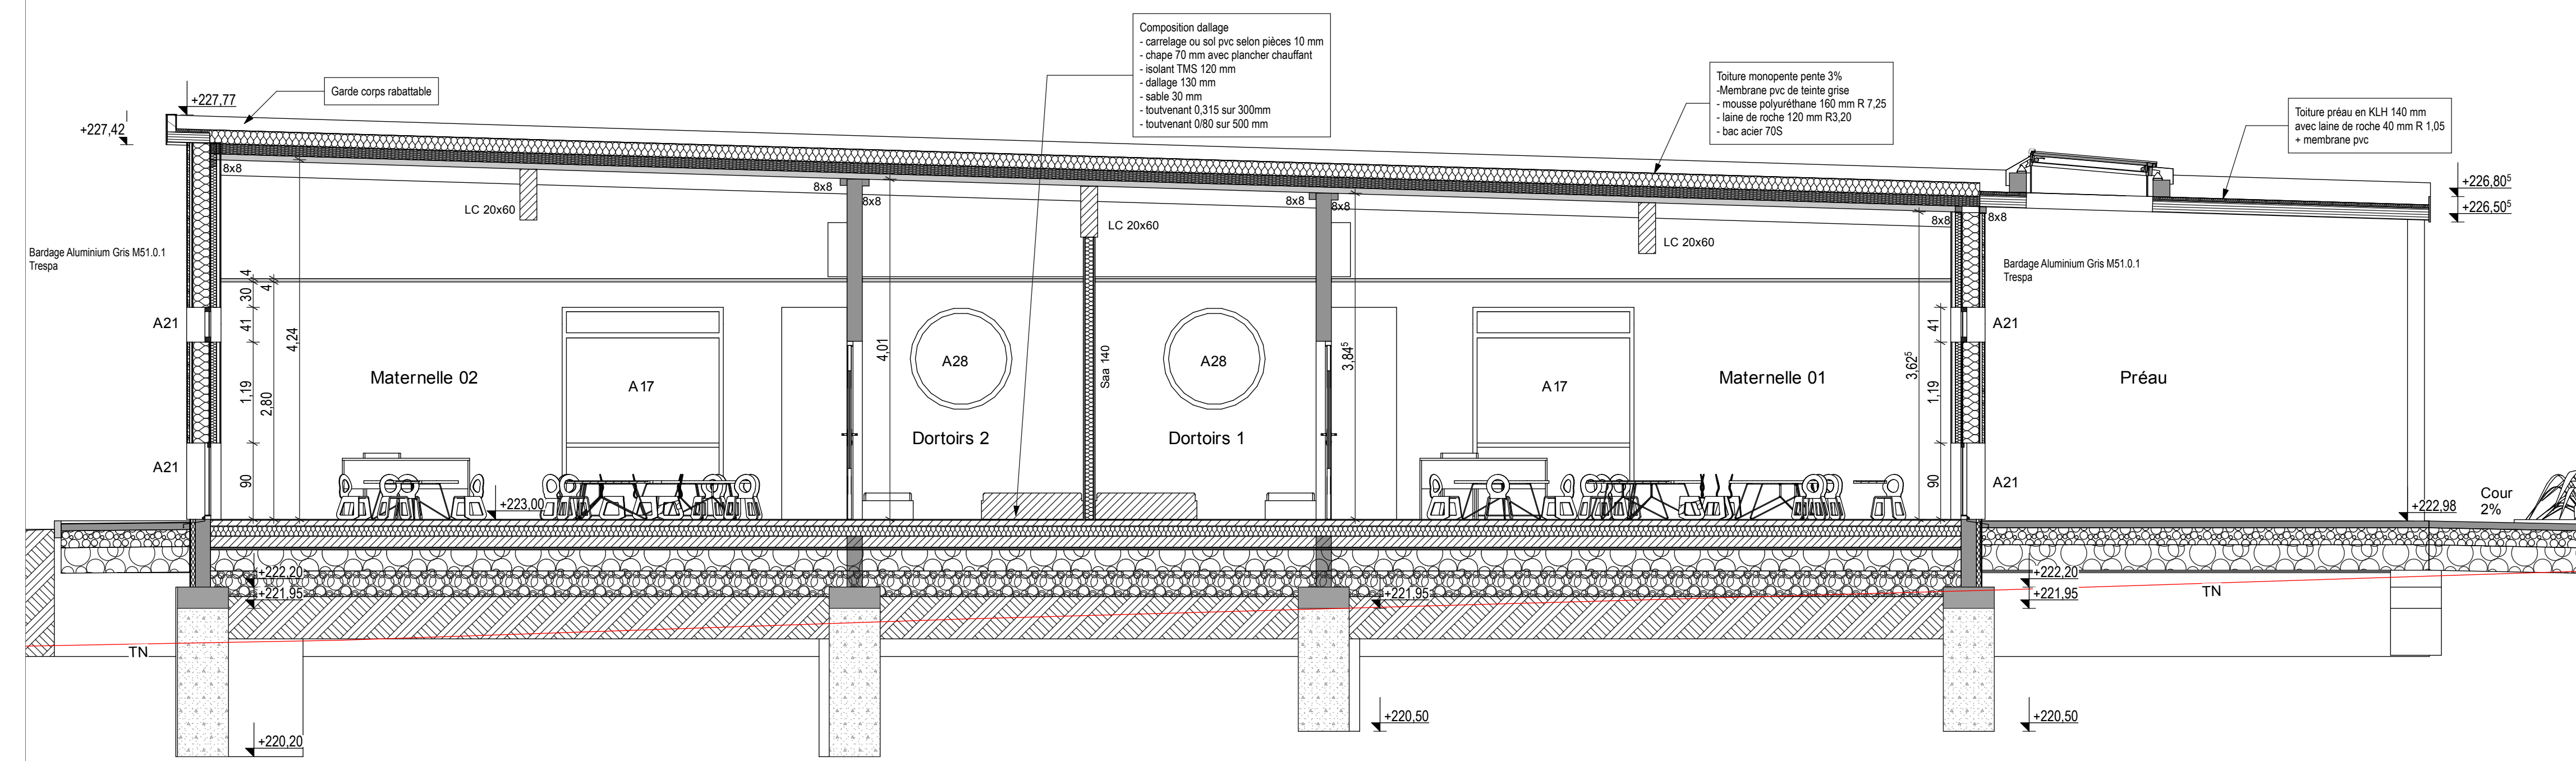 Composition dallage
- carrelage ou sol pvc selon pièces 10 mm
- chape 70 mm avec plancher chauffant
- isolant TMS 120 mm
- dallage 130 mm
- sable 30 mm
- toutvenant 0,315 sur 300mm
- toutvenant 0/80 sur 500 mm
Garde corps rabattable
+227,77
+227,42
Toiture monopente pente 3%
-Membrane pvc de teinte grise
- mousse polyuréthane 160 mm R 7,25
- laine de roche 120 mm R3,20
- bac acier 70S
Toiture préau en KLH 140 mm
avec laine de roche 40 mm R 1,05
+ membrane pvc
+226,80⁵
+226,50⁵
8x8
8x8
8x8
8x8
8x8
8x8
8x8
LC 20x60
LC 20x60
LC 20x60
Bardage Aluminium Gris M51.0.1
Trespa
Bardage Aluminium Gris M51.0.1
Trespa
4
30
4
41
1,19
2,80
90
4,24
4,01
3,84⁵
3,62⁵
41
1,19
90
A21
A21
A21
A21
Maternelle 02
A17
A28
Dortoirs 2
Saa 140
A28
Dortoirs 1
A17
Maternelle 01
Préau
+223,00
+222,98
Cour
2%
+222,20
+221,95
+221,95
+222,20
+221,95
TN
TN
+220,20
+220,50
+220,50